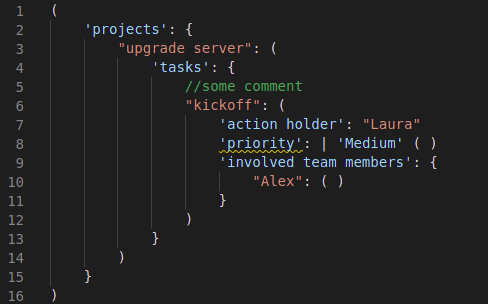 1 (
2 'projects': {
3 "upgrade server": (
4 'tasks': {
5 //some comment
6 "kickoff": (
7 'action holder': "Laura"
8 'priority': | 'Medium' ( )
9 'involved team members': {
10 "Alex": ( )
11 }
12 )
13 }
14 )
15 }
16 )